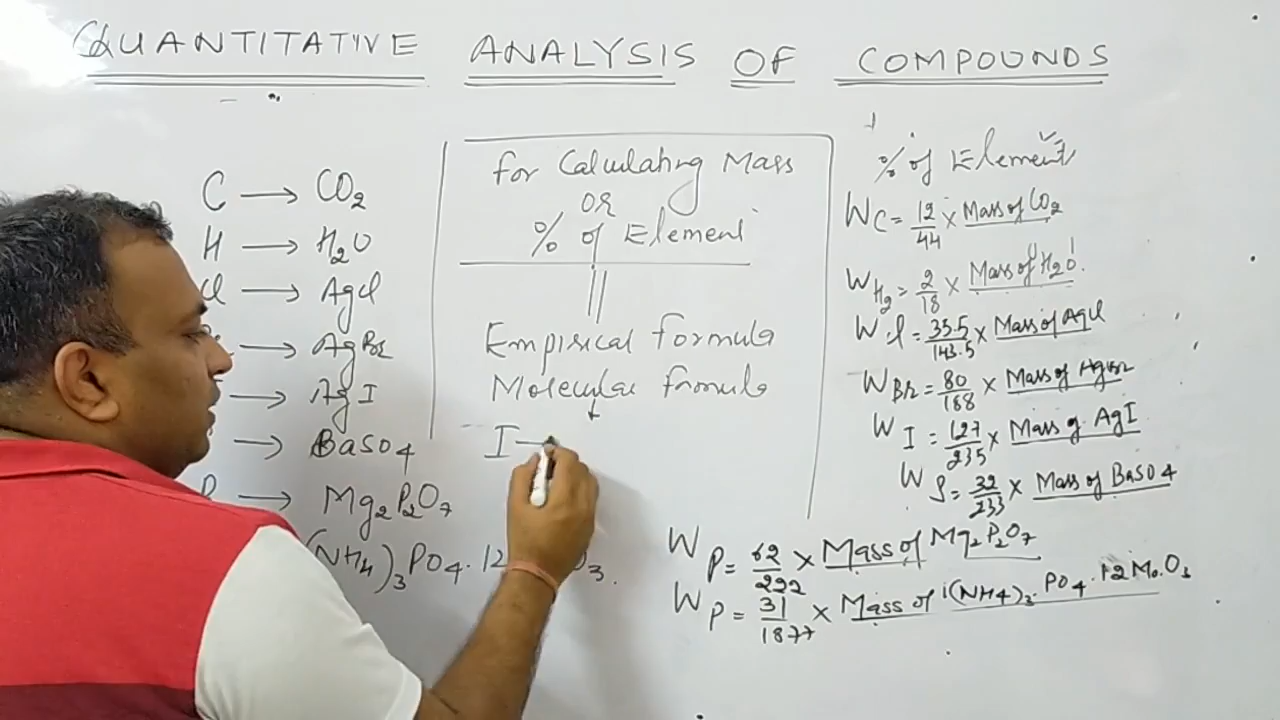 QUANTITATIVE ANALYSIS OF COMPOUNDS
C → CO2
H → H2O
Cl → AgCl
→ AgBr
→ AgI
→ BaSO4
P → Mg2P2O7
(NH4)3PO4.12 O3.
For Calculating Mass
OR
% of Element
Empirical Formula
Molecular formula
I
% of Element
WC = 12/44 × Mass of CO2
WH2 = 2/18 × Mass of H2O.
WCl = 35.5/143.5 × Mass of AgCl
WBr = 80/188 × Mass of AgBr
WI = 127/235 × Mass of AgI
WS = 32/233 × Mass of BaSO4
WP = 62/222 × Mass of Mg2P2O7
WP = 31/1877 × Mass of (NH4)3.PO4.12MoO3